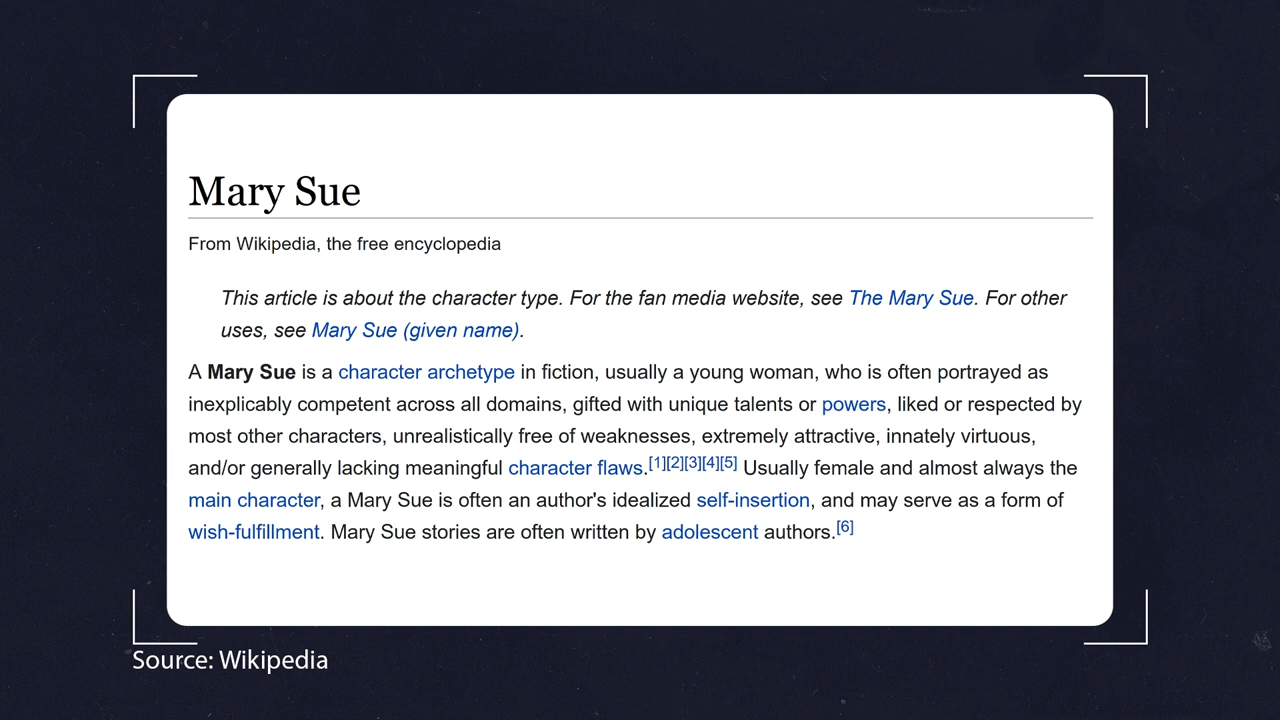 Mary Sue
From Wikipedia, the free encyclopedia
This article is about the character type. For the fan media website, see The Mary Sue. For other
uses, see Mary Sue (given name).
A Mary Sue is a character archetype in fiction, usually a young woman, who is often portrayed as
inexplicably competent across all domains, gifted with unique talents or powers, liked or respected by
most other characters, unrealistically free of weaknesses, extremely attractive, innately virtuous,
and/or generally lacking meaningful character flaws.[1][2][3][4][5] Usually female and almost always the
main character, a Mary Sue is often an author's idealized self-insertion, and may serve as a form of
wish-fulfillment. Mary Sue stories are often written by adolescent authors.[6]
Source: Wikipedia